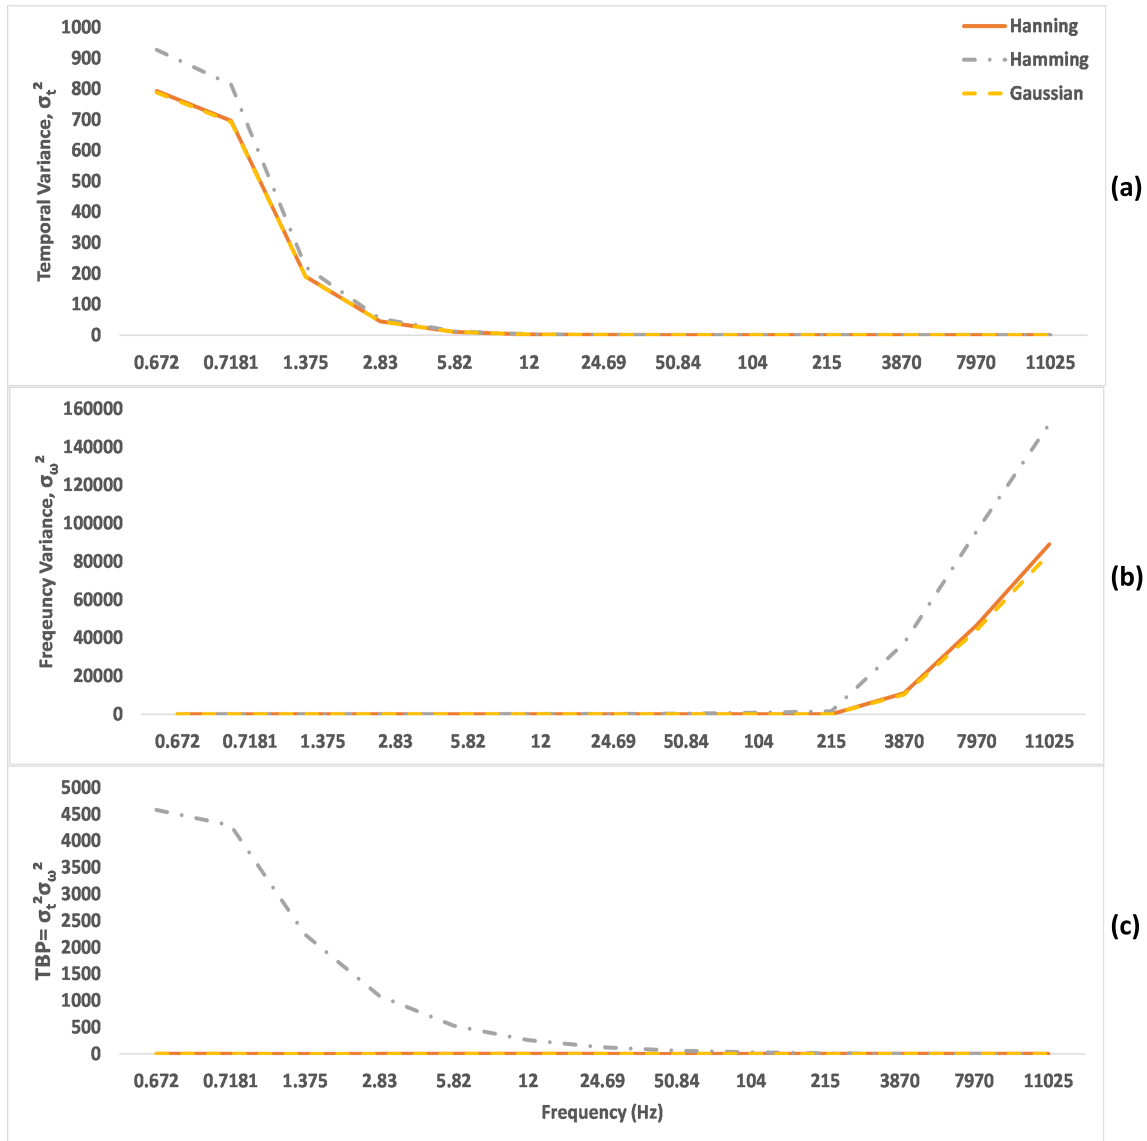 1000
900
800
700
600
500
400
300
200
100
0
Temporal Variance, σt²
Hanning
Hamming
Gaussian
0.672 0.7181 1.375 2.83 5.82 12 24.69 50.84 104 215 3870 7970 11025
(a)
160000
140000
120000
100000
80000
60000
40000
20000
0
Freqeuncy Variance, σω²
0.672 0.7181 1.375 2.83 5.82 12 24.69 50.84 104 215 3870 7970 11025
(b)
5000
4500
4000
3500
3000
2500
2000
1500
1000
500
0
TBP= σt²σω²
0.672 0.7181 1.375 2.83 5.82 12 24.69 50.84 104 215 3870 7970 11025
Frequency (Hz)
(c)